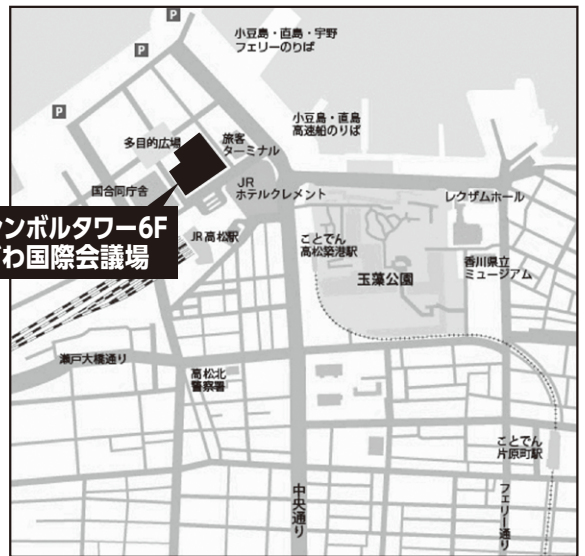 P
P
P
小豆島・直島・宇野
フェリーのりば
小豆島・直島
高速船のりば
多目的広場
旅客
ターミナル
国合同庁舎
JR
ホテルクレメント
レクザムホール
シンボルタワー6F
がわ国際会議場
JR高松駅
ことでん
高松築港駅
玉藻公園
香川県立
ミュージアム
瀬戸大橋通り
高松北
警察署
ことでん
片原町駅
中央通り
フェリー通り